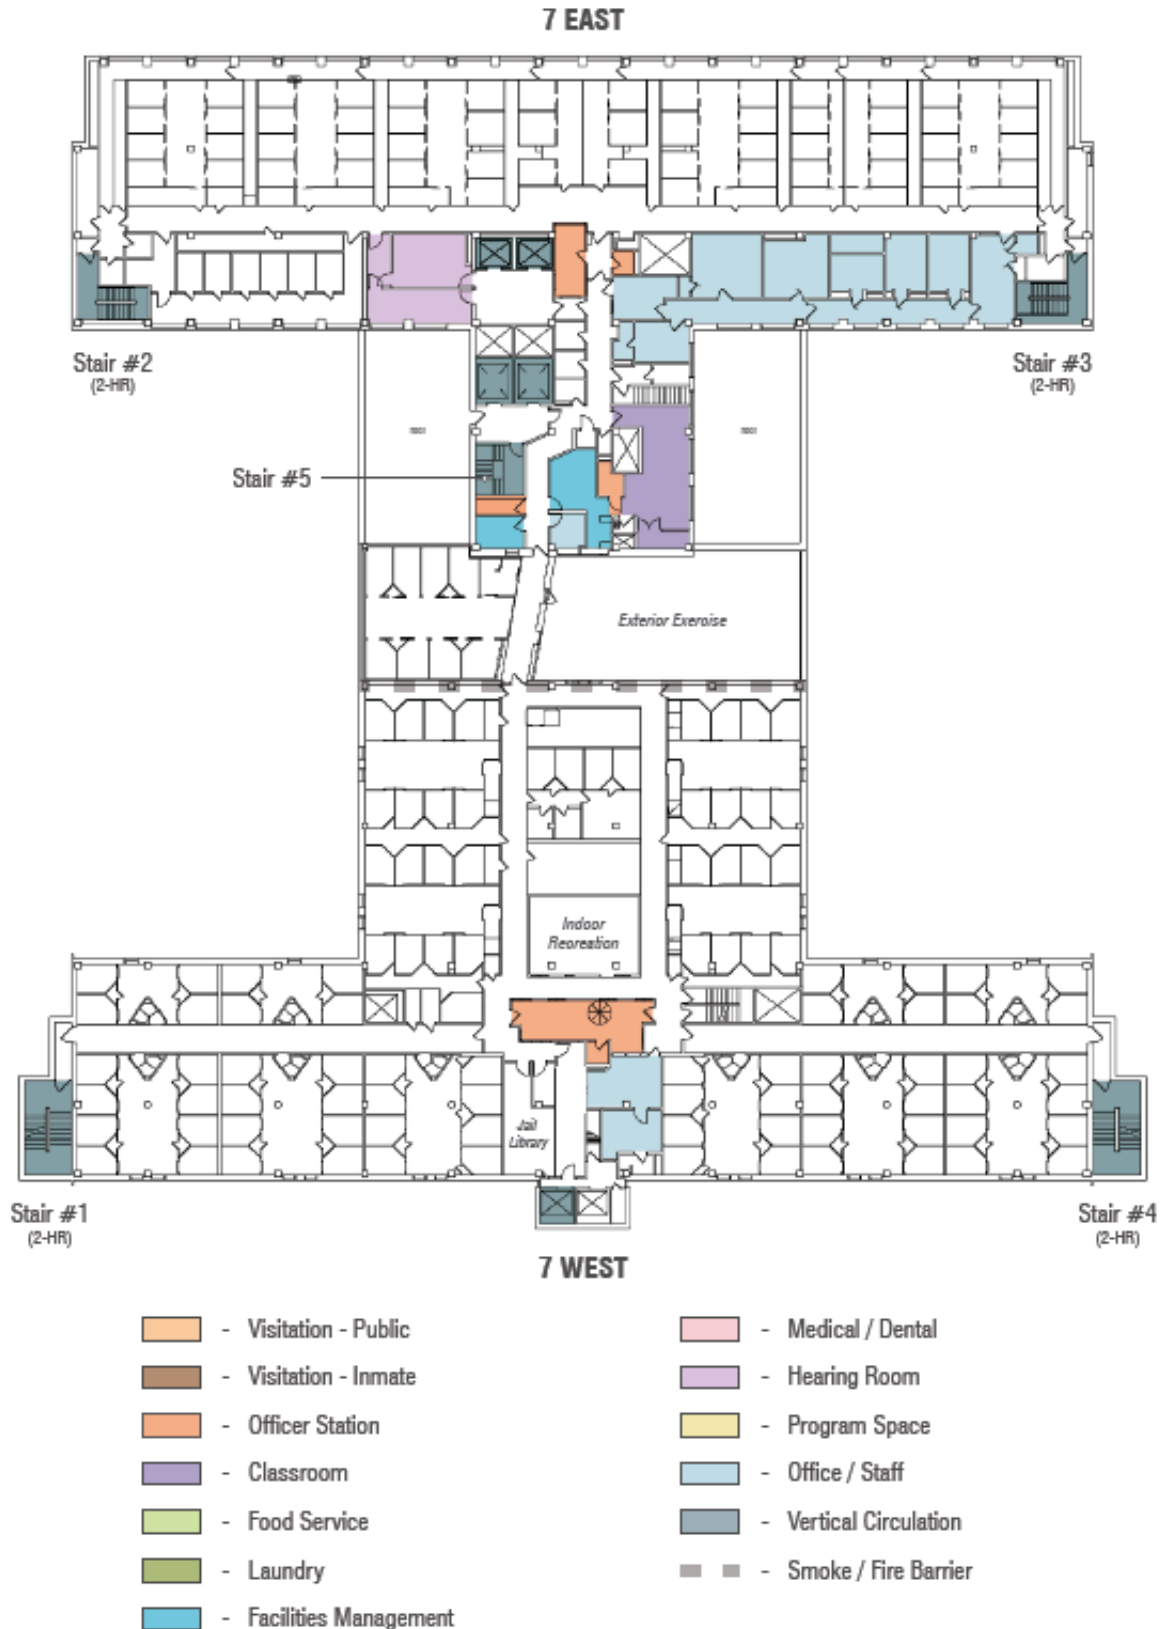 7 EAST
Stair #2
(2-HR)
Stair #3
(2-HR)
Stair #5
Exterior Exeroise
Indoor
Reoreation
Jail
Library
Stair #1
(2-HR)
Stair #4
(2-HR)
7 WEST
- Visitation - Public
- Visitation - Inmate
- Officer Station
- Classroom
- Food Service
- Laundry
- Facilities Management
- Medical / Dental
- Hearing Room
- Program Space
- Office / Staff
- Vertical Circulation
- Smoke / Fire Barrier